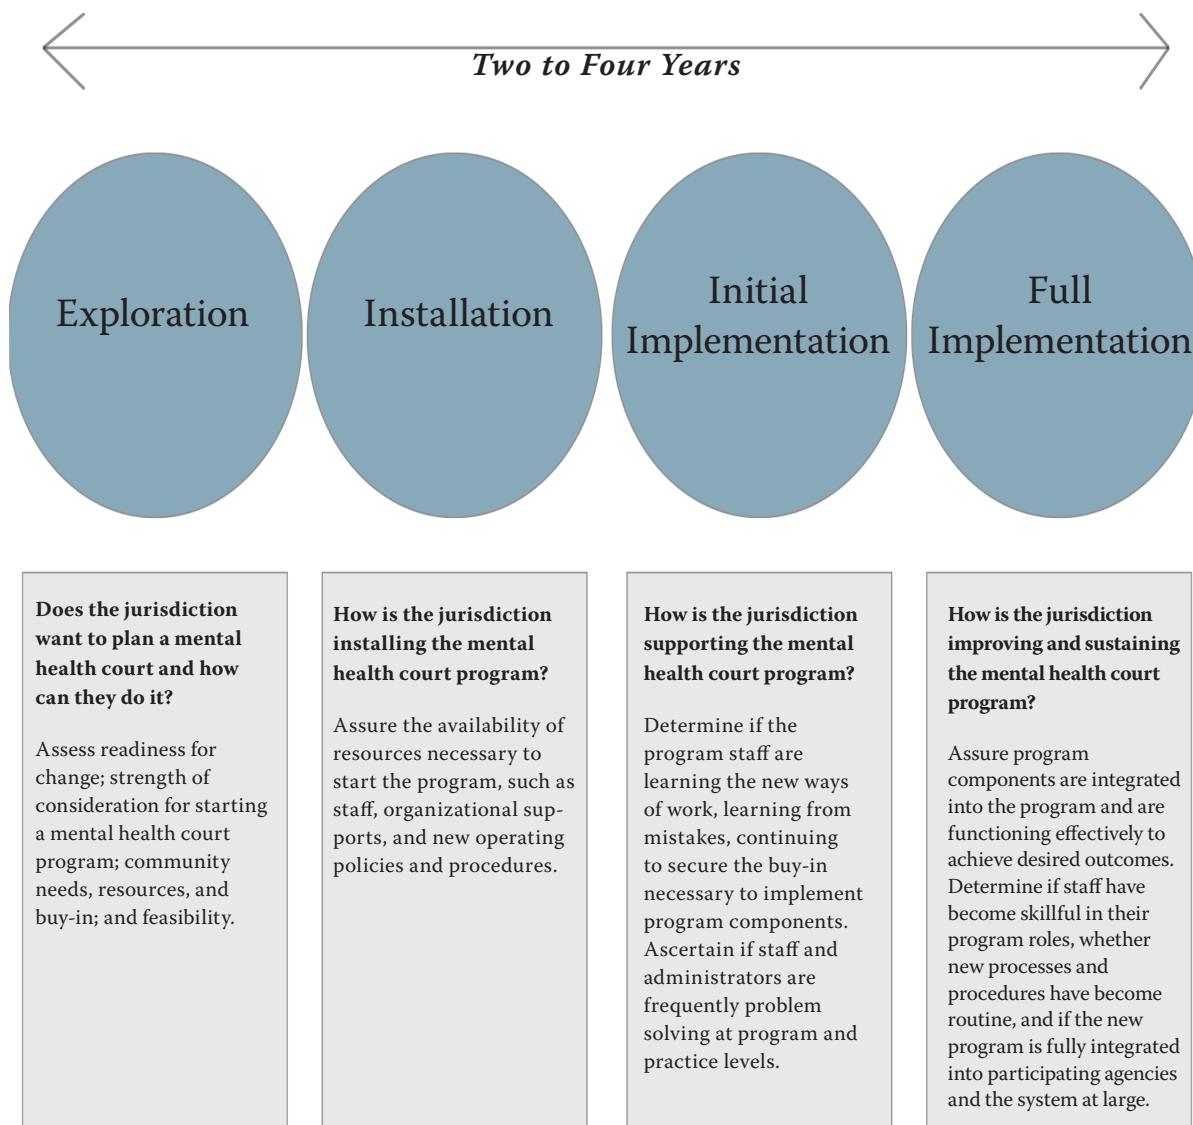 Two to Four Years
Exploration
Installation
Initial
Implementation
Full
Implementation
Does the jurisdiction
want to plan a mental
health court and how
can they do it?
Assess readiness for
change; strength of
consideration for starting
a mental health court
program; community
needs, resources, and
buy-in; and feasibility.
How is the jurisdiction
installing the mental
health court program?
Assure the availability of
resources necessary to
start the program, such as
staff, organizational sup-
ports, and new operating
policies and procedures.
How is the jurisdiction
supporting the mental
health court program?
Determine if the
program staff are
learning the new ways
of work, learning from
mistakes, continuing
to secure the buy-in
necessary to implement
program components.
Ascertain if staff and
administrators are
frequently problem
solving at program and
practice levels.
How is the jurisdiction
improving and sustaining
the mental health court
program?
Assure program
components are integrated
into the program and are
functioning effectively to
achieve desired outcomes.
Determine if staff have
become skillful in their
program roles, whether
new processes and
procedures have become
routine, and if the new
program is fully integrated
into participating agencies
and the system at large.